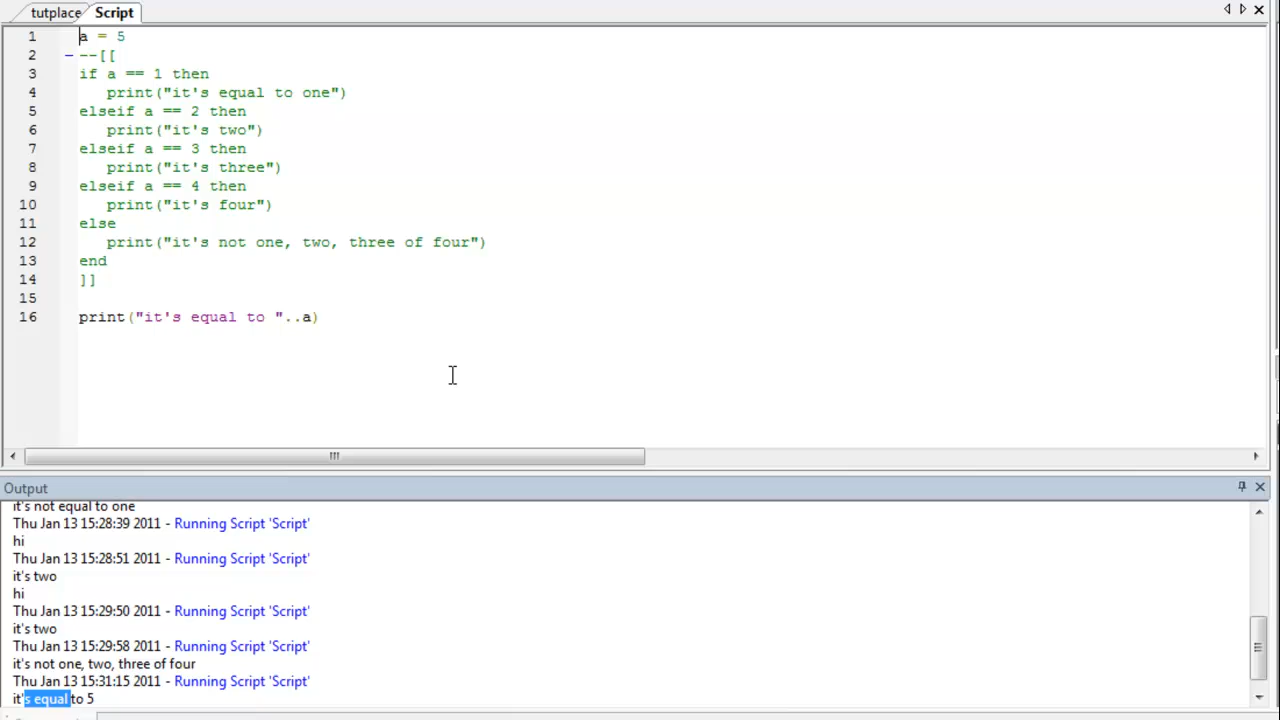 tutplace Script
1 a = 5
2 --[[
3 if a == 1 then
4 print("it's equal to one")
5 elseif a == 2 then
6 print("it's two")
7 elseif a == 3 then
8 print("it's three")
9 elseif a == 4 then
10 print("it's four")
11 else
12 print("it's not one, two, three of four")
13 end
14 ]]
15
16 print("it's equal to "..a)
Output
it's not equal to one
Thu Jan 13 15:28:39 2011 - Running Script 'Script'
hi
Thu Jan 13 15:28:51 2011 - Running Script 'Script'
it's two
hi
Thu Jan 13 15:29:50 2011 - Running Script 'Script'
it's two
Thu Jan 13 15:29:58 2011 - Running Script 'Script'
it's not one, two, three of four
Thu Jan 13 15:31:15 2011 - Running Script 'Script'
it's equal to 5